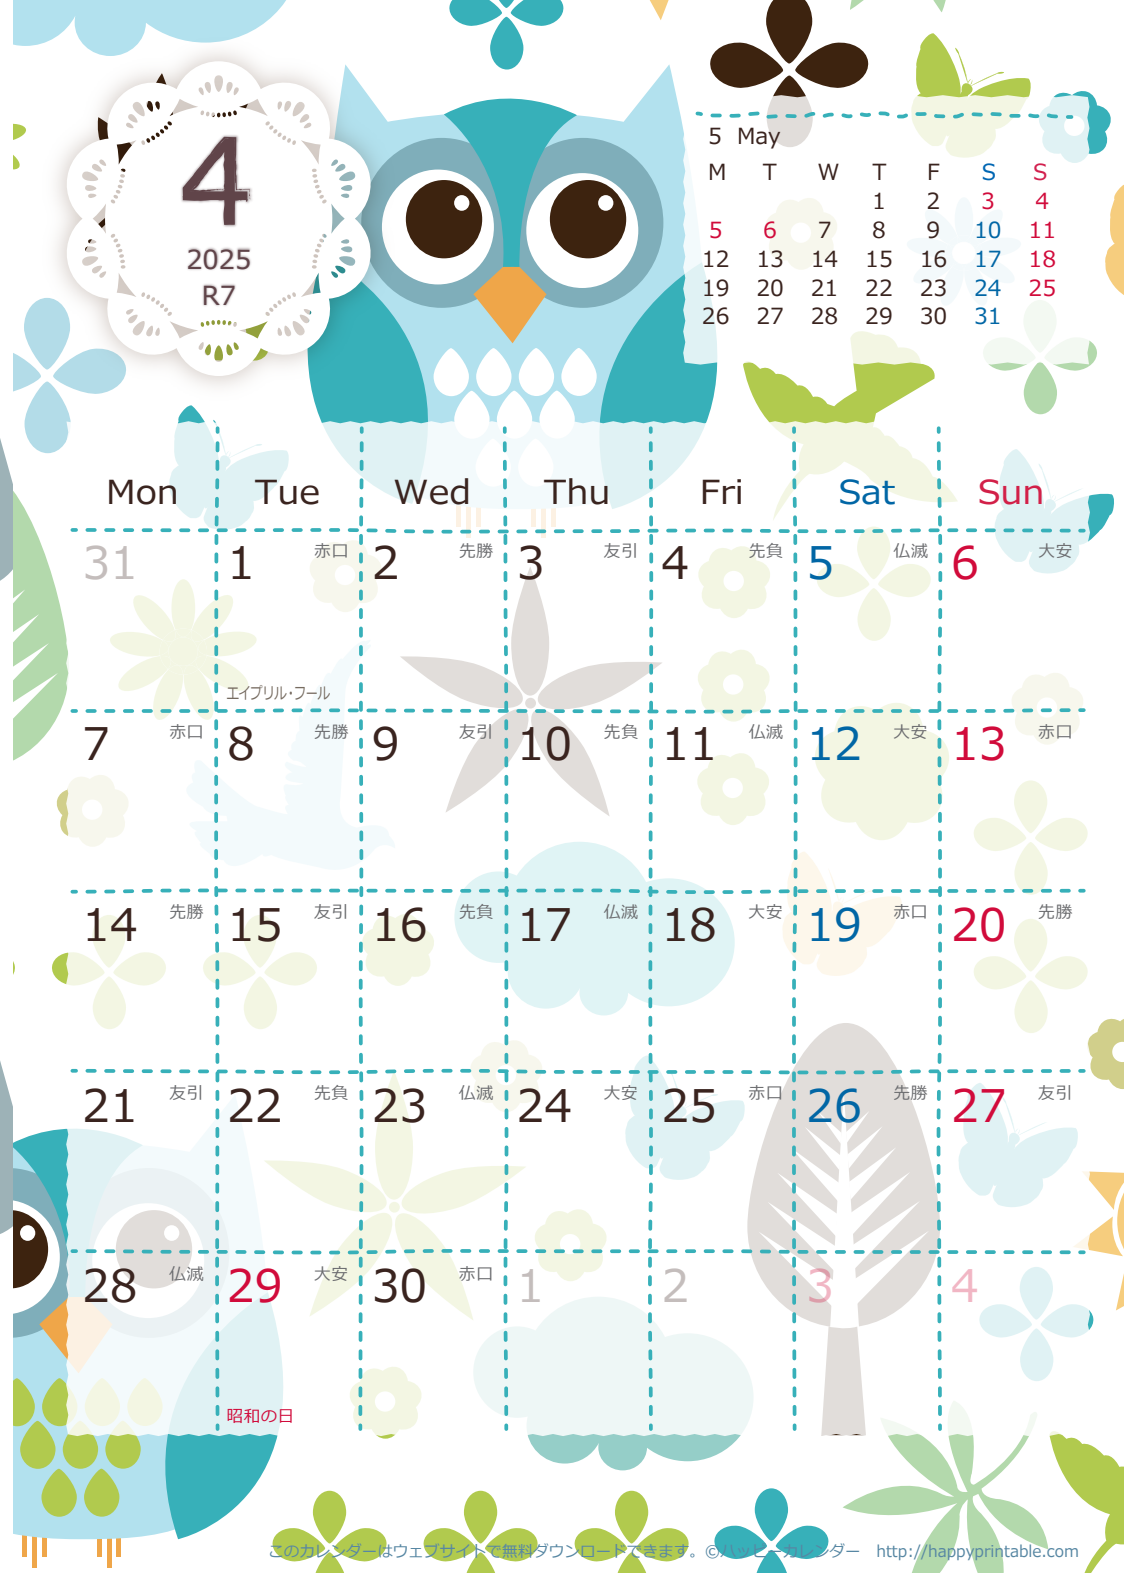 4
2025
R7
5 May
M T W T F S S
1 2 3 4
5 6 7 8 9 10 11
12 13 14 15 16 17 18
19 20 21 22 23 24 25
26 27 28 29 30 31
Mon Tue Wed Thu Fri Sat Sun
31 1 赤口 2 先勝 3 友引 4 先負 5 仏滅 6 大安
エイプリル・フール
7 赤口 8 先勝 9 友引 10 先負 11 仏滅 12 大安 13 赤口
14 先勝 15 友引 16 先負 17 仏滅 18 大安 19 赤口 20 先勝
21 友引 22 先負 23 仏滅 24 大安 25 赤口 26 先勝 27 友引
28 仏滅 29 大安 30 赤口 1 2 3 4
昭和の日
このカレンダーはウェブサイトで無料ダウンロードできます。©ハッピーカレンダー http://happyprintable.com